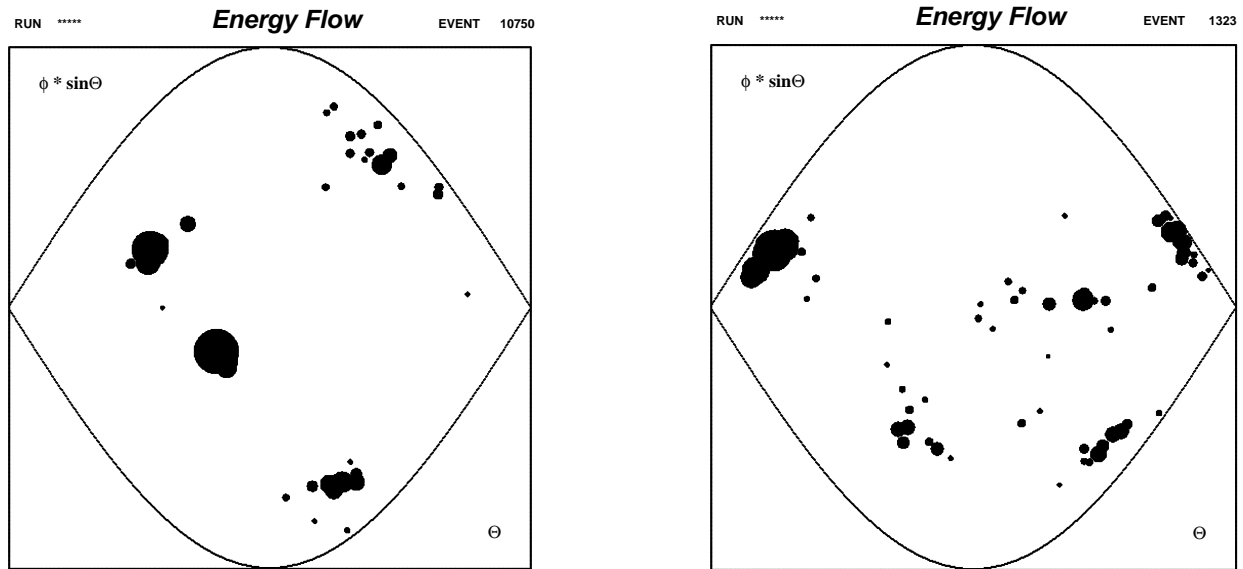 RUN ***** Energy Flow EVENT 10750
ϕ * sinΘ
Θ
RUN ***** Energy Flow EVENT 1323
ϕ * sinΘ
Θ